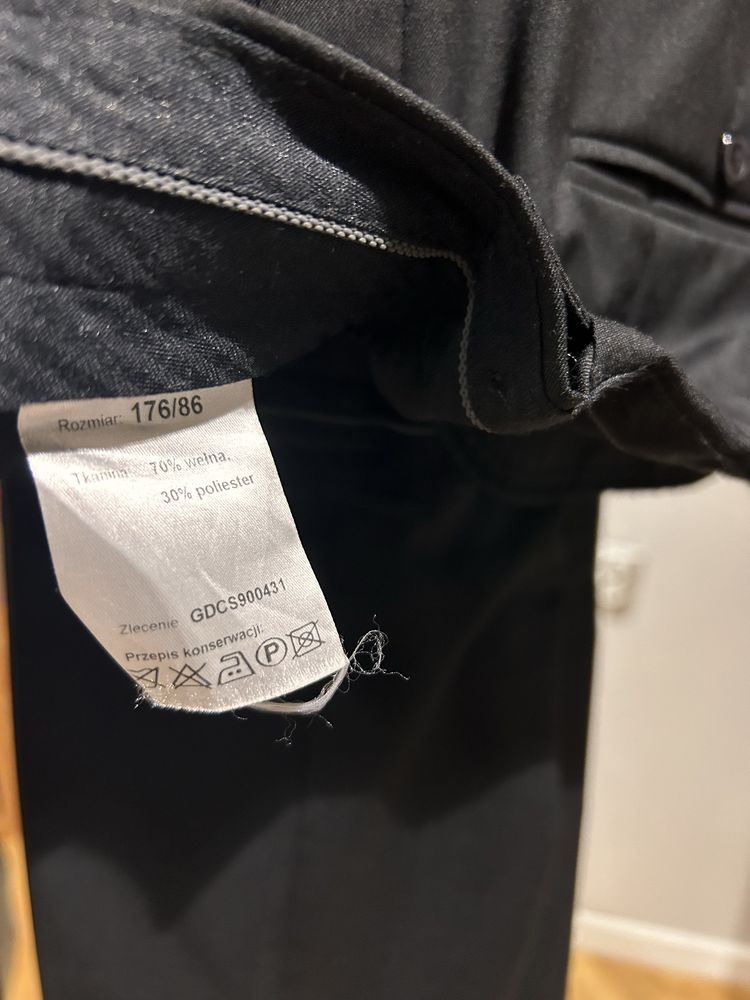 Rozmiar: 176/86
Tkanina 70% wełna,
30% poliester
Zlecenie GDCS900431
Przepis konserwacji:
P